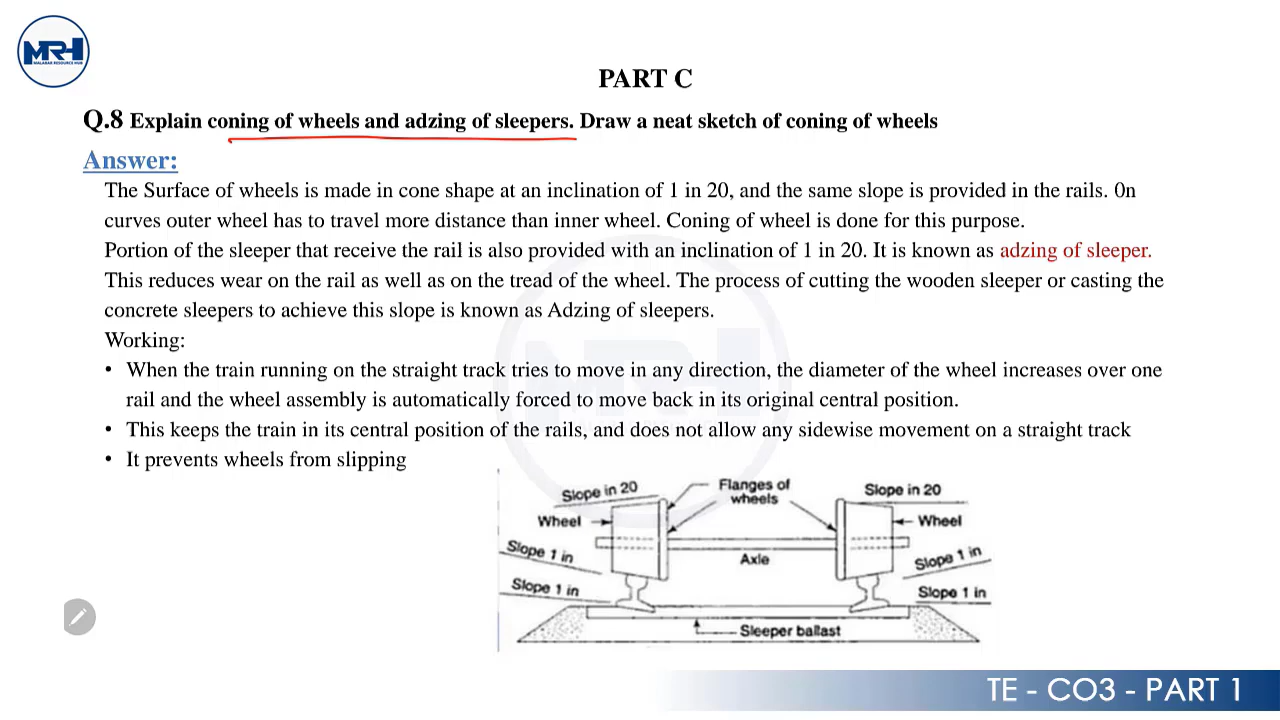 MRH
MALABAR RESOURCE HUB
PART C
Q.8 Explain coning of wheels and adzing of sleepers. Draw a neat sketch of coning of wheels
Answer:
The Surface of wheels is made in cone shape at an inclination of 1 in 20, and the same slope is provided in the rails. 0n
curves outer wheel has to travel more distance than inner wheel. Coning of wheel is done for this purpose.
Portion of the sleeper that receive the rail is also provided with an inclination of 1 in 20. It is known as adzing of sleeper.
This reduces wear on the rail as well as on the tread of the wheel. The process of cutting the wooden sleeper or casting the
concrete sleepers to achieve this slope is known as Adzing of sleepers.
Working:
• When the train running on the straight track tries to move in any direction, the diameter of the wheel increases over one
rail and the wheel assembly is automatically forced to move back in its original central position.
• This keeps the train in its central position of the rails, and does not allow any sidewise movement on a straight track
• It prevents wheels from slipping
Slope in 20
Flanges of
wheels
Slope in 20
Wheel
Wheel
Slope 1 in
Axle
Slope 1 in
Slope 1 in
Slope 1 in
Sleeper ballast
TE - CO3 - PART 1